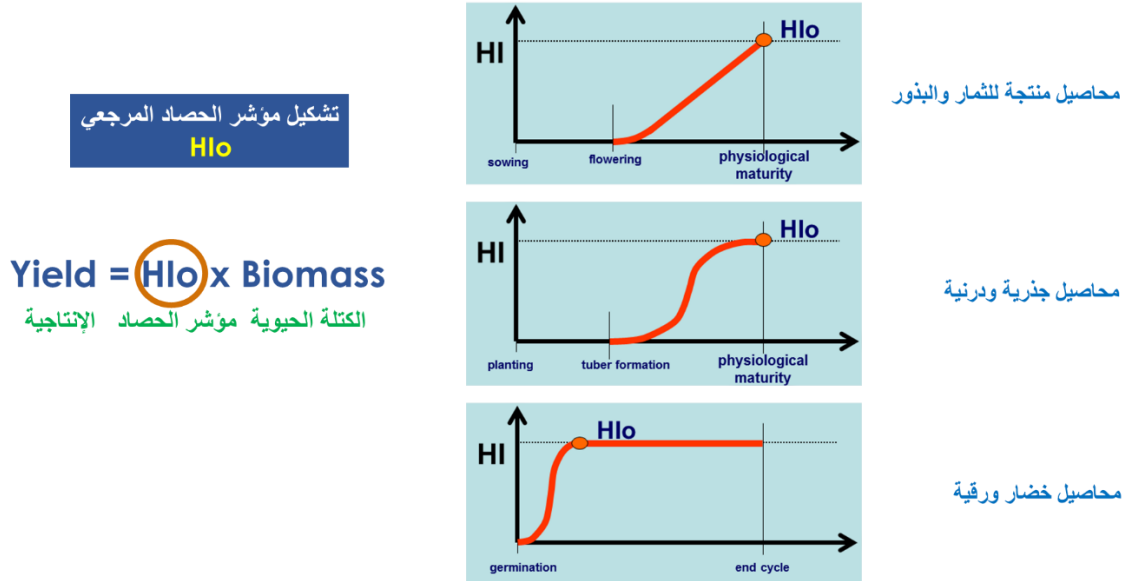 تشكيل مؤشر الحصاد المرجعي
HIo
Yield = HIo x Biomass
الكتلة الحيوية مؤشر الحصاد الإنتاجية
HI
HIo
sowing
flowering
physiological
maturity
محاصيل منتجة للثمار والبذور
HI
HIo
planting
tuber formation
physiological
maturity
محاصيل جذرية ودرنية
HI
HIo
germination
end cycle
محاصيل خضار ورقية